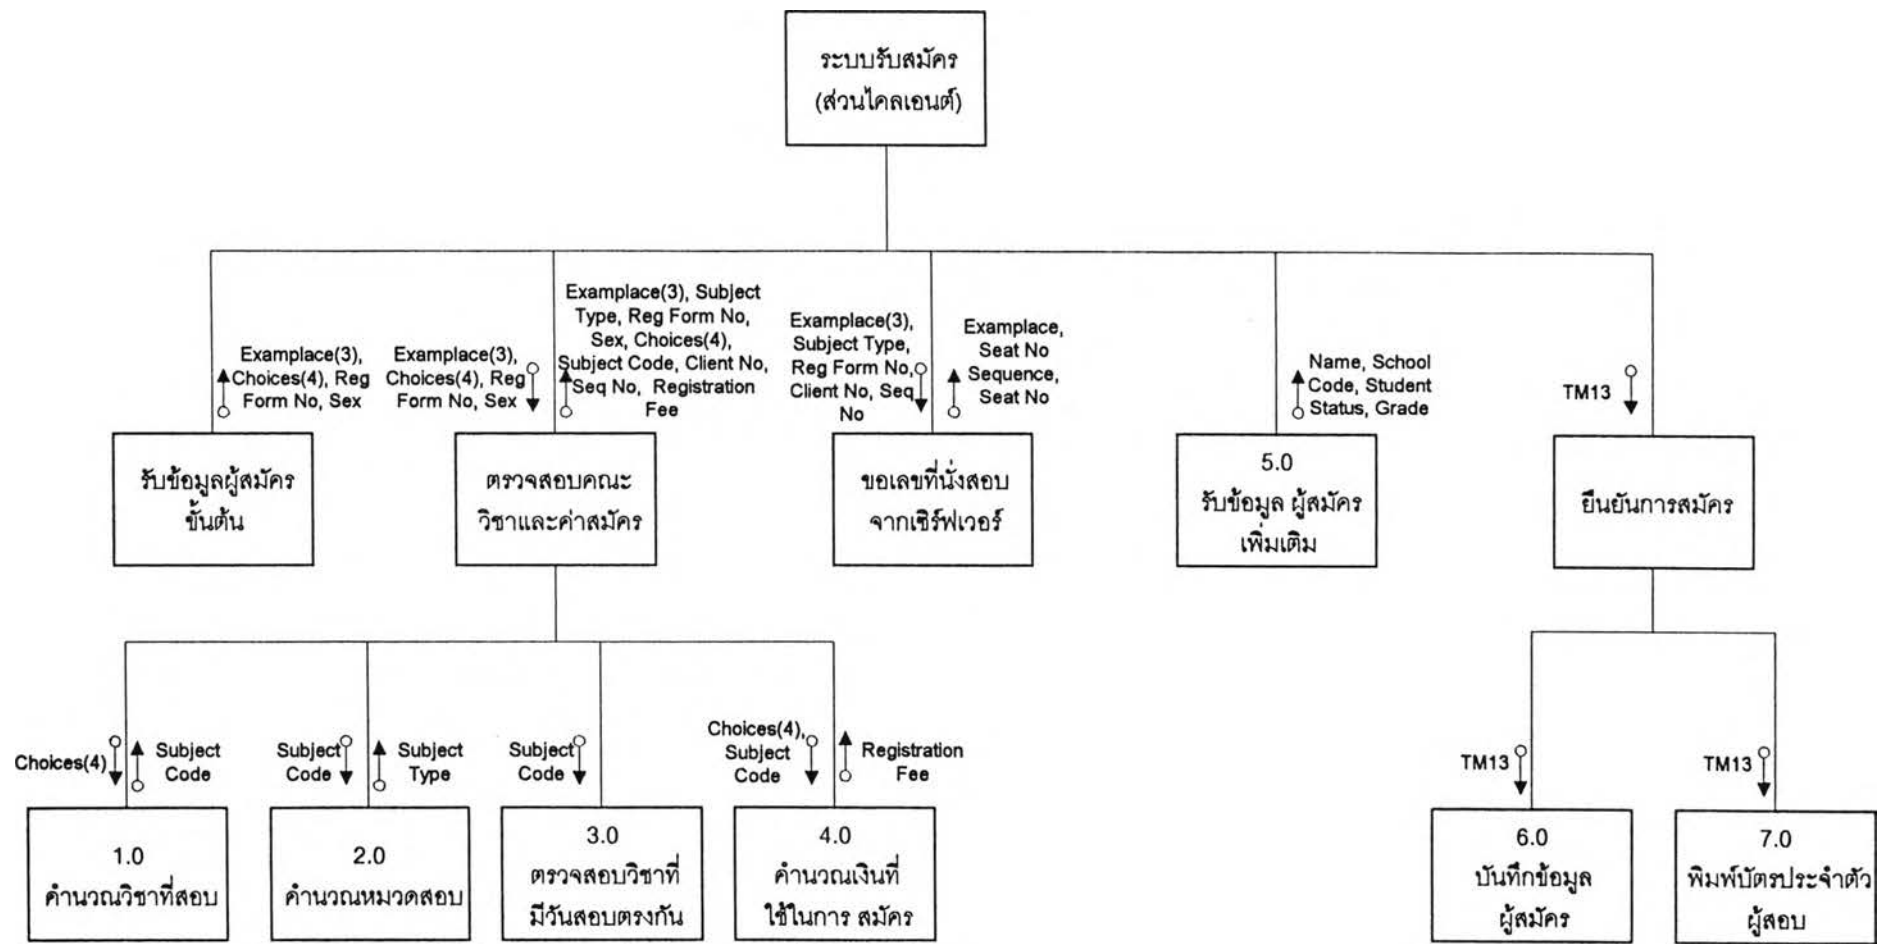 ระบบรับสมัคร
(ส่วนไคลเอนต์)
Examplace(3),
Choices(4), Reg
Form No, Sex
Examplace(3),
Choices(4), Reg
Form No, Sex
Examplace(3), Subject
Type, Reg Form No,
Sex, Choices(4),
Subject Code, Client No,
Seq No, Registration
Fee
Examplace(3),
Subject Type,
Reg Form No,
Client No, Seq
No
Examplace,
Seat No
Sequence,
Seat No
Name, School
Code, Student
Status, Grade
TM13
รับข้อมูลผู้สมัคร
ขั้นต้น
ตรวจสอบคณะ
วิชาและค่าสมัคร
ขอเลขที่นั่งสอบ
จากเซิร์ฟเวอร์
5.0
รับข้อมูล ผู้สมัคร
เพิ่มเติม
ยืนยันการสมัคร
Choices(4)
Subject
Code
Subject
Code
Subject
Type
Subject
Code
Choices(4),
Subject
Code
Registration
Fee
TM13
TM13
1.0
คำนวณวิชาที่สอบ
2.0
คำนวณหมวดสอบ
3.0
ตรวจสอบวิชาที่
มีวันสอบตรงกัน
4.0
คำนวณเงินที่
ใช้ในการ สมัคร
6.0
บันทึกข้อมูล
ผู้สมัคร
7.0
พิมพ์บัตรประจำตัว
ผู้สอบ